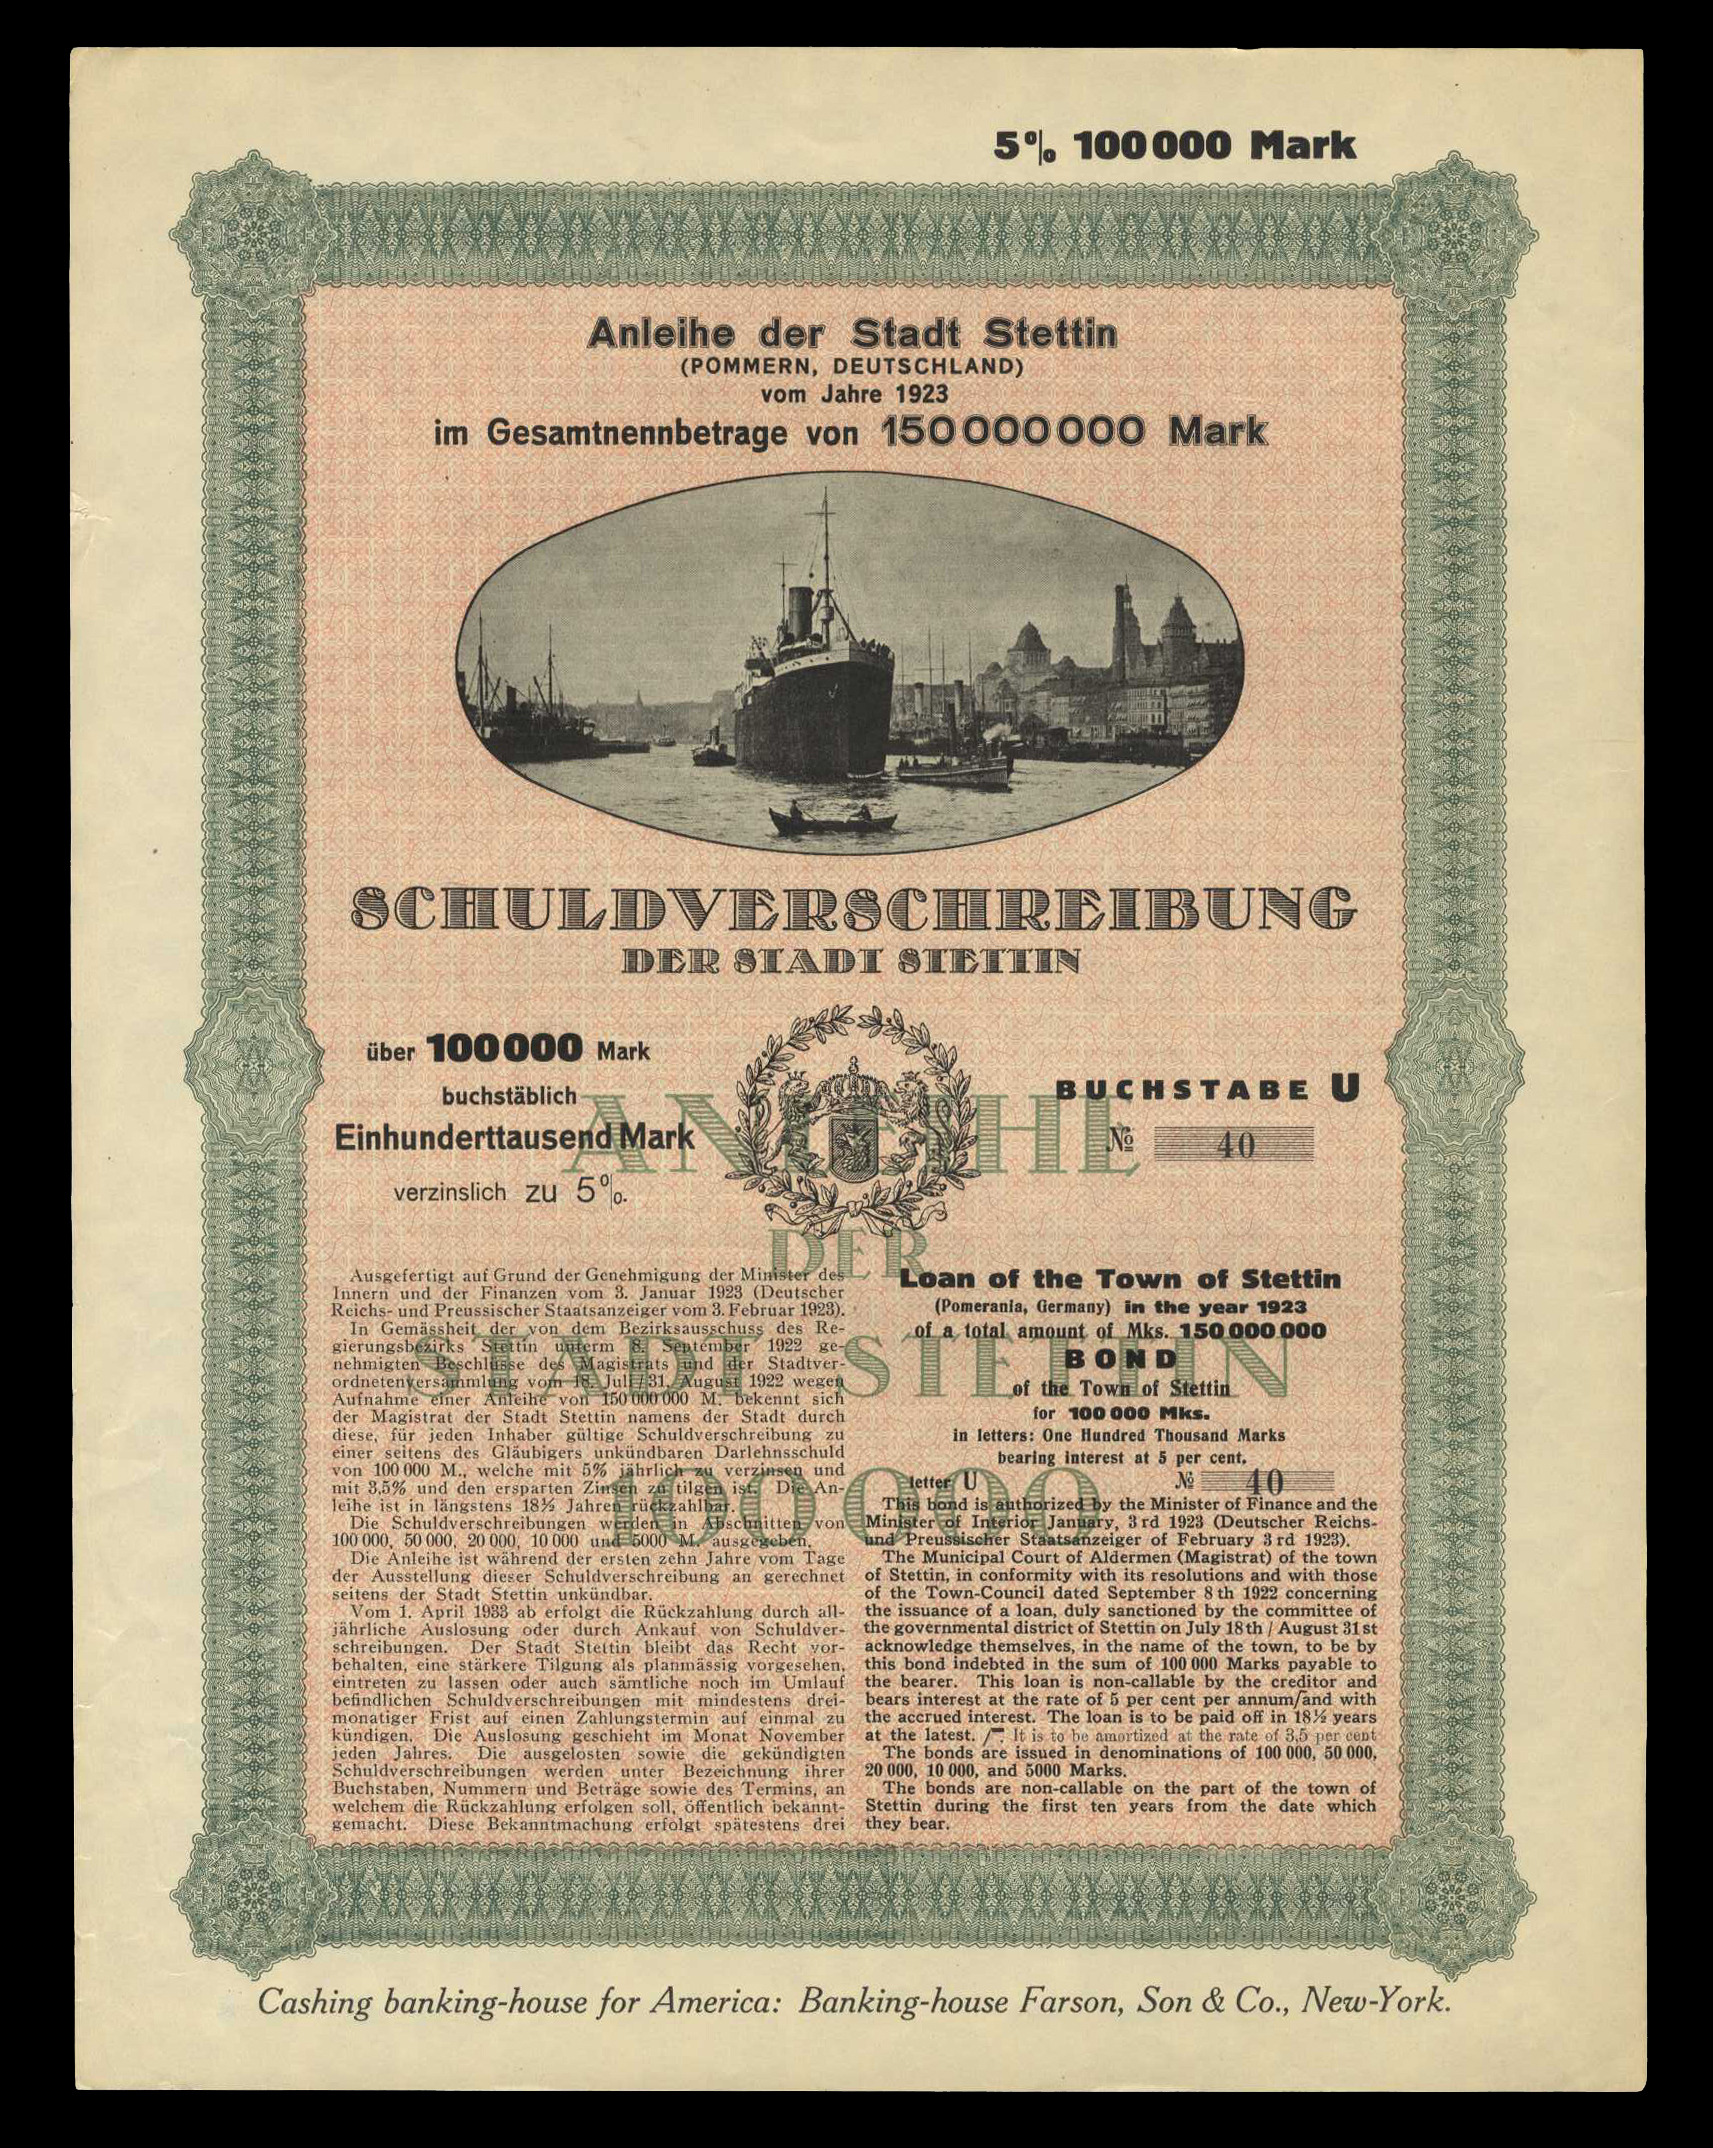 5% 100000 Mark
Anleihe der Stadt Stettin
(POMMERN, DEUTSCHLAND)
vom Jahre 1923
im Gesamtnennbetrage von 150000000 Mark
SCHULDVERSCHREIBUNG
DER STADT STETTIN
über 100000 Mark
buchstäblich
Einhunderttausend Mark
verzinslich zu 5%.
BUCHSTABE U
№ 40
ANLEIHE
DER
STADT STETTIN
100000
Ausgefertigt auf Grund der Genehmigung der Minister des
Innern und der Finanzen vom 3. Januar 1923 (Deutscher
Reichs- und Preussischer Staatsanzeiger vom 3. Februar 1923).
In Gemässheit der von dem Bezirksausschuss des Re-
gierungsbezirks Stettin unterm 8. September 1922 ge-
nehmigten Beschlüsse des Magistrats und der Stadtver-
ordnetenversammlung vom 18. Juli/31. August 1922 wegen
Aufnahme einer Anleihe von 150000000 M. bekennt sich
der Magistrat der Stadt Stettin namens der Stadt durch
diese, für jeden Inhaber gültige Schuldverschreibung zu
einer seitens des Gläubigers unkündbaren Darlehnsschuld
von 100 000 M., welche mit 5% jährlich zu verzinsen und
mit 3,5% und den ersparten Zinsen zu tilgen ist. Die An-
leihe ist in längstens 18½ Jahren rückzahlbar.
Die Schuldverschreibungen werden in Abschnitten von
100 000, 50 000, 20 000, 10 000 und 5000 M. ausgegeben.
Die Anleihe ist während der ersten zehn Jahre vom Tage
der Ausstellung dieser Schuldverschreibung an gerechnet
seitens der Stadt Stettin unkündbar.
Vom 1. April 1933 ab erfolgt die Rückzahlung durch all-
jährliche Auslosung oder durch Ankauf von Schuldver-
schreibungen. Der Stadt Stettin bleibt das Recht vor-
behalten, eine stärkere Tilgung als planmässig vorgesehen,
eintreten zu lassen oder auch sämtliche noch im Umlauf
befindlichen Schuldverschreibungen mit mindestens drei-
monatiger Frist auf einen Zahlungstermin auf einmal zu
kündigen. Die Auslosung geschieht im Monat November
jeden Jahres. Die ausgelosten sowie die gekündigten
Schuldverschreibungen werden unter Bezeichnung ihrer
Buchstaben, Nummern und Beträge sowie des Termins, an
welchem die Rückzahlung erfolgen soll, öffentlich bekannt-
gemacht. Diese Bekanntmachung erfolgt spätestens drei
Loan of the Town of Stettin
(Pomerania, Germany) in the year 1923
of a total amount of Mks. 150000000
BOND
of the Town of Stettin
for 100000 Mks.
in letters: One Hundred Thousand Marks
bearing interest at 5 per cent.
letter U № 40
This bond is authorized by the Minister of Finance and the
Minister of Interior January, 3rd 1923 (Deutscher Reichs-
und Preussischer Staatsanzeiger of February 3rd 1923).
The Municipal Court of Aldermen (Magistrat) of the town
of Stettin, in conformity with its resolutions and with those
of the Town-Council dated September 8th 1922 concerning
the issuance of a loan, duly sanctioned by the committee of
the governmental district of Stettin on July 18th / August 31st
acknowledge themselves, in the name of the town, to be by
this bond indebted in the sum of 100 000 Marks payable to
the bearer. This loan is non-callable by the creditor and
bears interest at the rate of 5 per cent per annum/and with
the accrued interest. The loan is to be paid off in 18½ years
at the latest. It is to be amortized at the rate of 3,5 per cent
The bonds are issued in denominations of 100 000, 50 000,
20 000, 10 000, and 5000 Marks.
The bonds are non-callable on the part of the town of
Stettin during the first ten years from the date which
they bear.
Cashing banking-house for America: Banking-house Farson, Son & Co., New-York.